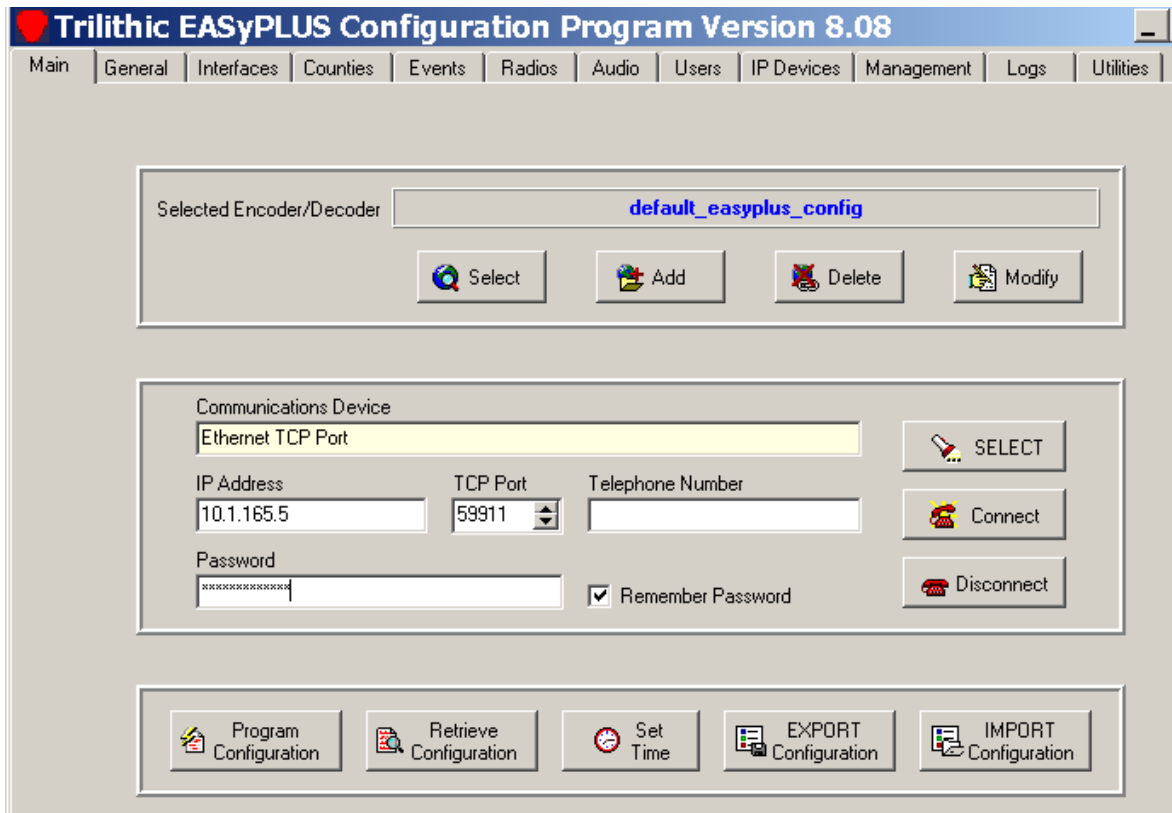 Trilithic EASyPLUS Configuration Program Version 8.08
Main General Interfaces Counties Events Radios Audio Users IP Devices Management Logs Utilities
Selected Encoder/Decoder default_easyplus_config
Select Add Delete Modify
Communications Device
Ethernet TCP Port
SELECT
IP Address TCP Port Telephone Number
10.1.165.5 59911
Connect
Password
*************
Remember Password
Disconnect
Program Configuration
Retrieve Configuration
Set Time
EXPORT Configuration
IMPORT Configuration